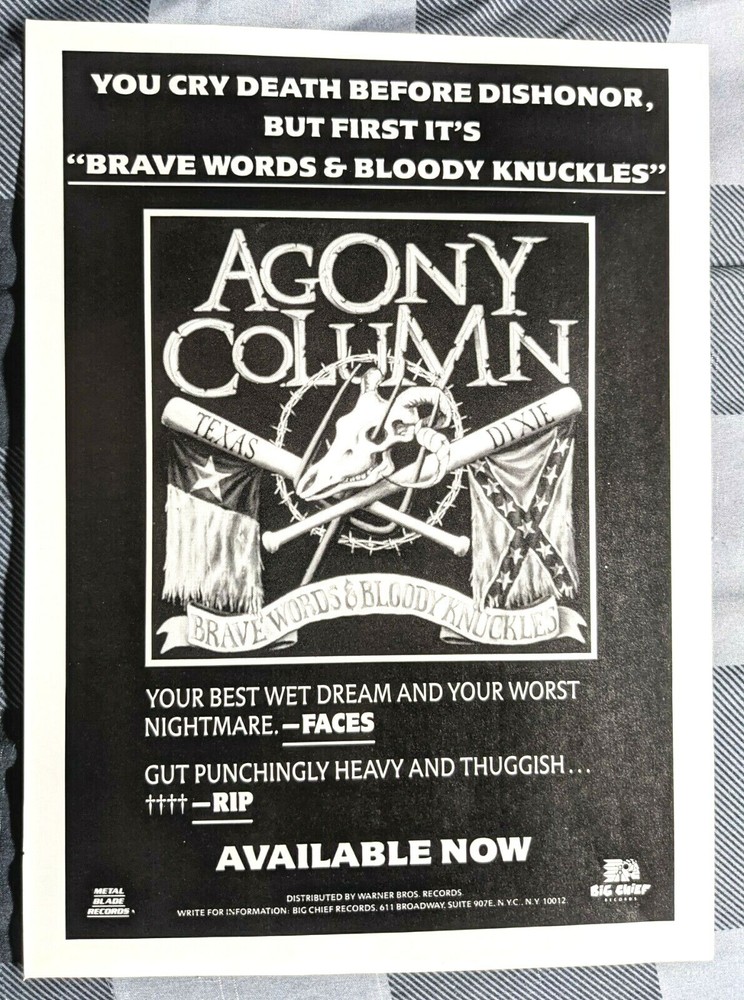 YOU CRY DEATH BEFORE DISHONOR,
BUT FIRST IT'S
“BRAVE WORDS & BLOODY KNUCKLES”
AGONY
COLUMN
TEXAS
DIXIE
BRAVE WORDS & BLOODY KNUCKLES
YOUR BEST WET DREAM AND YOUR WORST
NIGHTMARE. —FACES
GUT PUNCHINGLY HEAVY AND THUGGISH...
†††† —RIP
AVAILABLE NOW
METAL
BLADE
RECORDS
DISTRIBUTED BY WARNER BROS. RECORDS
WRITE FOR INFORMATION: BIG CHIEF RECORDS, 611 BROADWAY, SUITE 907E, N.Y.C., N.Y. 10012
BIG CHIEF
RECORDS